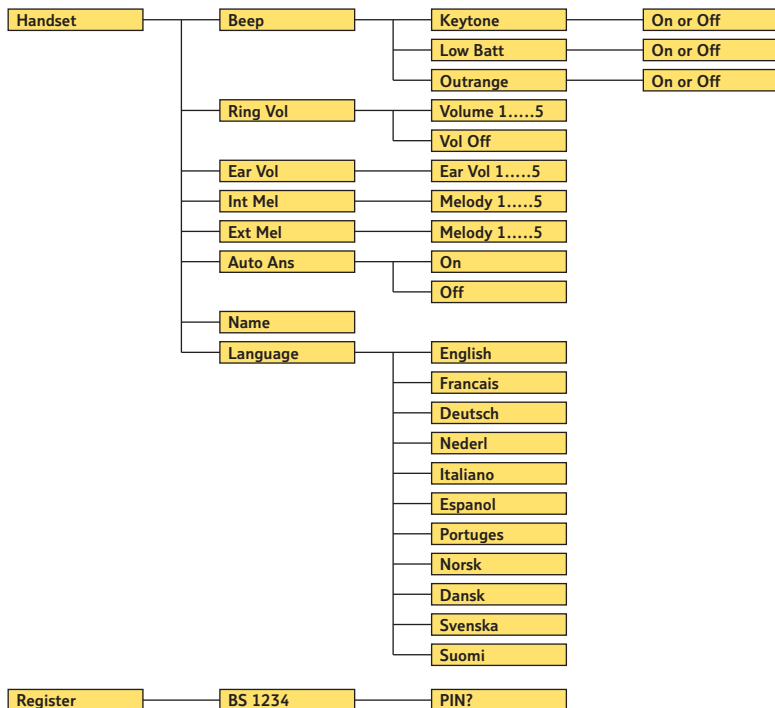 Handset Beep Keytone On or Off
Low Batt On or Off
Outrange On or Off
Ring Vol Volume 1.....5
Vol Off
Ear Vol Ear Vol 1.....5
Int Mel Melody 1.....5
Ext Mel Melody 1.....5
Auto Ans On
Off
Name
Language English
Francais
Deutsch
Nederl
Italiano
Espanol
Portuges
Norsk
Dansk
Svenska
Suomi
Register BS 1234 PIN?